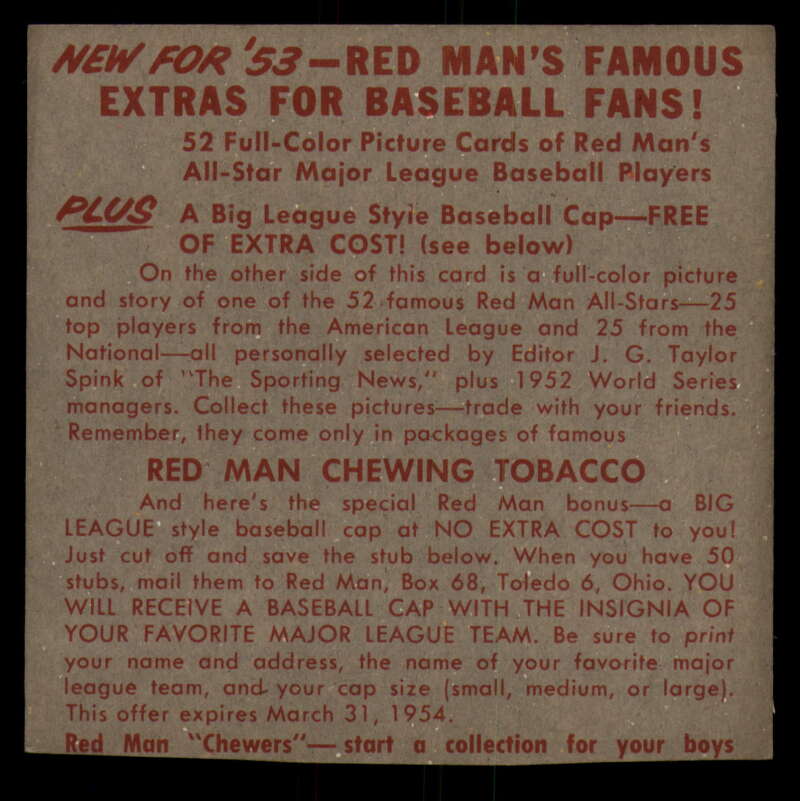 NEW FOR '53—RED MAN'S FAMOUS
EXTRAS FOR BASEBALL FANS!
52 Full-Color Picture Cards of Red Man's
All-Star Major League Baseball Players
PLUS A Big League Style Baseball Cap—FREE
OF EXTRA COST! (see below)
On the other side of this card is a full-color picture
and story of one of the 52 famous Red Man All-Stars—25
top players from the American League and 25 from the
National—all personally selected by Editor J. G. Taylor
Spink of "The Sporting News," plus 1952 World Series
managers. Collect these pictures—trade with your friends.
Remember, they come only in packages of famous
RED MAN CHEWING TOBACCO
And here's the special Red Man bonus—a BIG
LEAGUE style baseball cap at NO EXTRA COST to you!
Just cut off and save the stub below. When you have 50
stubs, mail them to Red Man, Box 68, Toledo 6, Ohio. YOU
WILL RECEIVE A BASEBALL CAP WITH THE INSIGNIA OF
YOUR FAVORITE MAJOR LEAGUE TEAM. Be sure to print
your name and address, the name of your favorite major
league team, and your cap size (small, medium, or large).
This offer expires March 31, 1954.
Red Man "Chewers"—start a collection for your boys